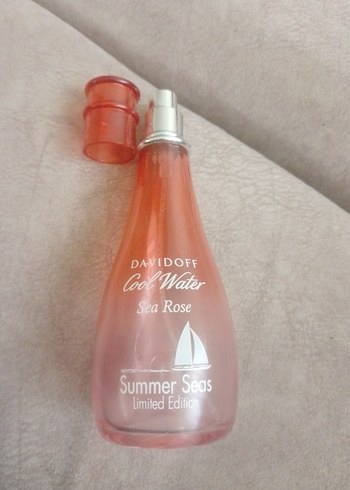 DAVIDOFF
Cool Water
Sea Rose
Summer Seas
Limited Edition